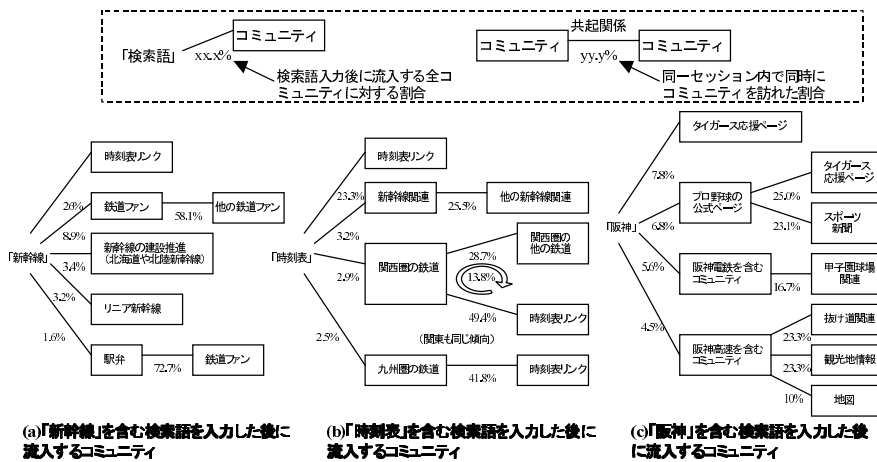 共起関係
「検索語」
コミュニティ
xx.x%
検索語入力後に流入する全コ
ミュニティに対する割合
コミュニティ
コミュニティ
yy.y%
同一セッション内で同時に
コミュニティを訪れた割合
「新幹線」
時刻表リンク
26%
鉄道ファン
58.1%
他の鉄道ファン
8.9%
新幹線の建設推進
(北海道や北陸新幹線)
3.4%
リニア新幹線
3.2%
1.6%
駅弁
72.7%
鉄道ファン
(a)「新幹線」を含む検索語を入力した後に
流入するコミュニティ
「時刻表」
時刻表リンク
23.3%
新幹線関連
25.5%
他の新幹線関連
3.2%
関西圏の鉄道
28.7%
関西圏の
他の鉄道
13.8%
2.9%
49.4%
時刻表リンク
(関東も同じ傾向)
2.5%
九州圏の鉄道
41.8%
時刻表リンク
(b)「時刻表」を含む検索語を入力した後に
流入するコミュニティ
「阪神」
タイガース応援ページ
7.8%
プロ野球の
公式ページ
25.0%
タイガース
応援ページ
23.1%
スポーツ
新聞
6.8%
阪神電鉄を含む
コミュニティ
16.7%
甲子園球場
関連
5.6%
4.5%
阪神高速を含む
コミュニティ
抜け道関連
23.3%
観光地情報
23.3%
地図
10%
(c)「阪神」を含む検索語を入力した後
に流入するコミュニティ